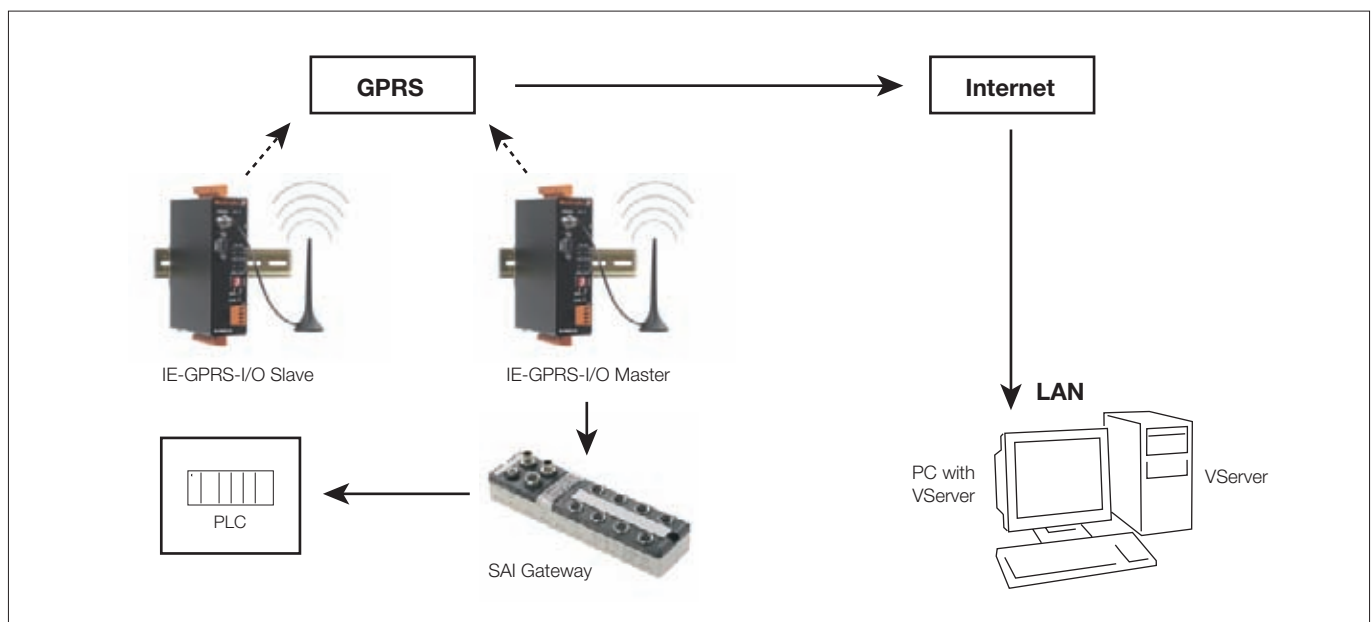 GPRS
Internet
IE-GPRS-I/O Slave
IE-GPRS-I/O Master
LAN
PC with
VServer
VServer
PLC
SAI Gateway